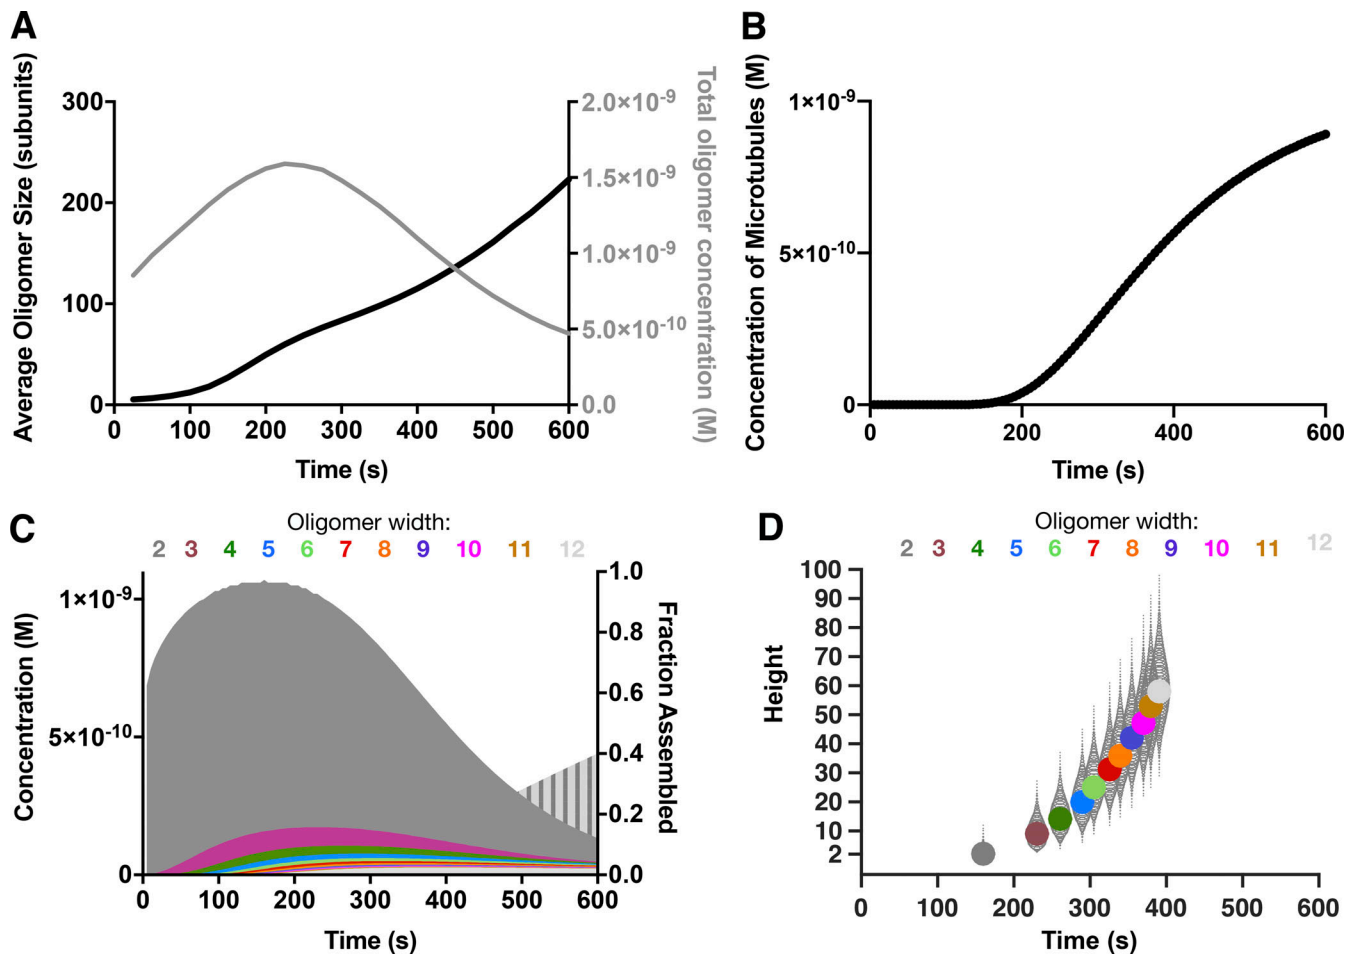 A
Average Oligomer Size (subunits)
300
200
100
0
0 100 200 300 400 500 600
Time (s)
2.0×10⁻⁹
1.5×10⁻⁹
1.0×10⁻⁹
5.0×10⁻¹⁰
0.0
Total oligomer concentration (M)
B
Concentration of Microtubules (M)
1×10⁻⁹
5×10⁻¹⁰
0
0 200 400 600
Time (s)
C
Oligomer width:
2 3 4 5 6 7 8 9 10 11 12
Concentration (M)
1×10⁻⁹
5×10⁻¹⁰
0
0 100 200 300 400 500 600
Time (s)
1.0
0.8
0.6
0.4
0.2
0.0
Fraction Assembled
D
Oligomer width:
2 3 4 5 6 7 8 9 10 11 12
Height
100
90
80
70
60
50
40
30
20
10
2
0 100 200 300 400 500 600
Time (s)